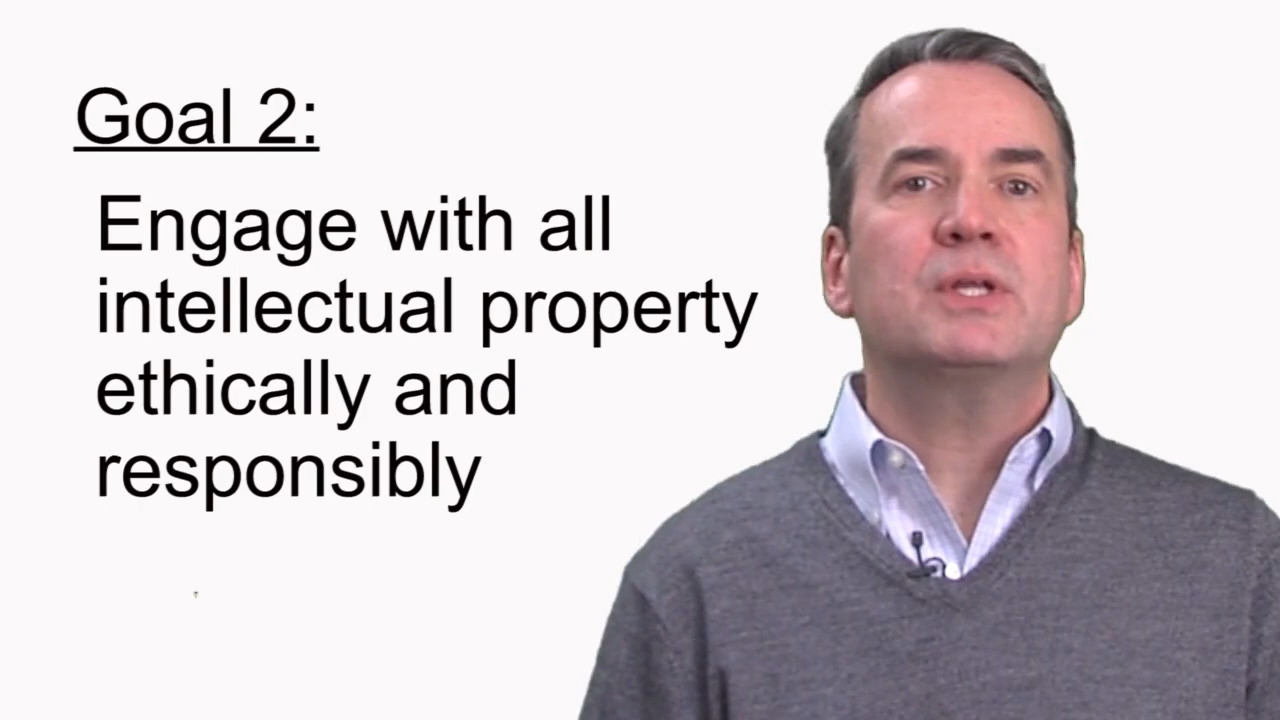 Goal 2:
Engage with all
intellectual property
ethically and
responsibly